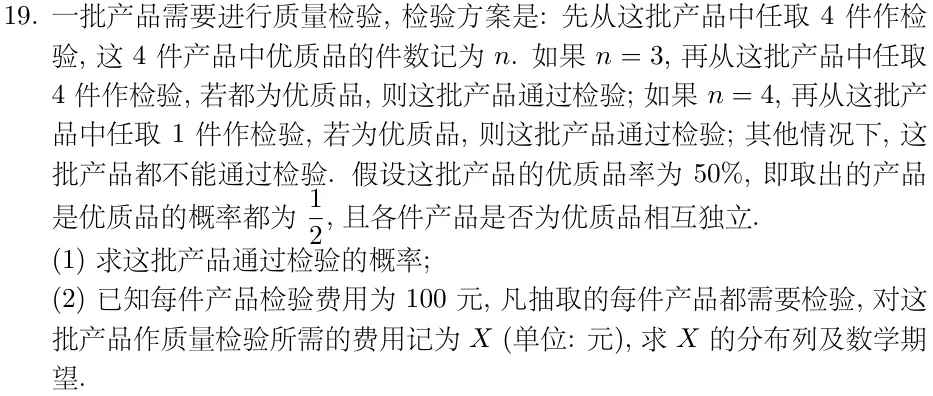 19. 一批产品需要进行质量检验, 检验方案是: 先从这批产品中任取 4 件作检
验, 这 4 件产品中优质品的件数记为 n. 如果 n = 3, 再从这批产品中任取
4 件作检验, 若都为优质品, 则这批产品通过检验; 如果 n = 4, 再从这批产
品中任取 1 件作检验, 若为优质品, 则这批产品通过检验; 其他情况下, 这
批产品都不能通过检验. 假设这批产品的优质品率为 50%, 即取出的产品
是优质品的概率都为 1/2, 且各件产品是否为优质品相互独立.
(1) 求这批产品通过检验的概率;
(2) 已知每件产品检验费用为 100 元, 凡抽取的每件产品都需要检验, 对这
批产品作质量检验所需的费用记为 X (单位: 元), 求 X 的分布列及数学期
望.